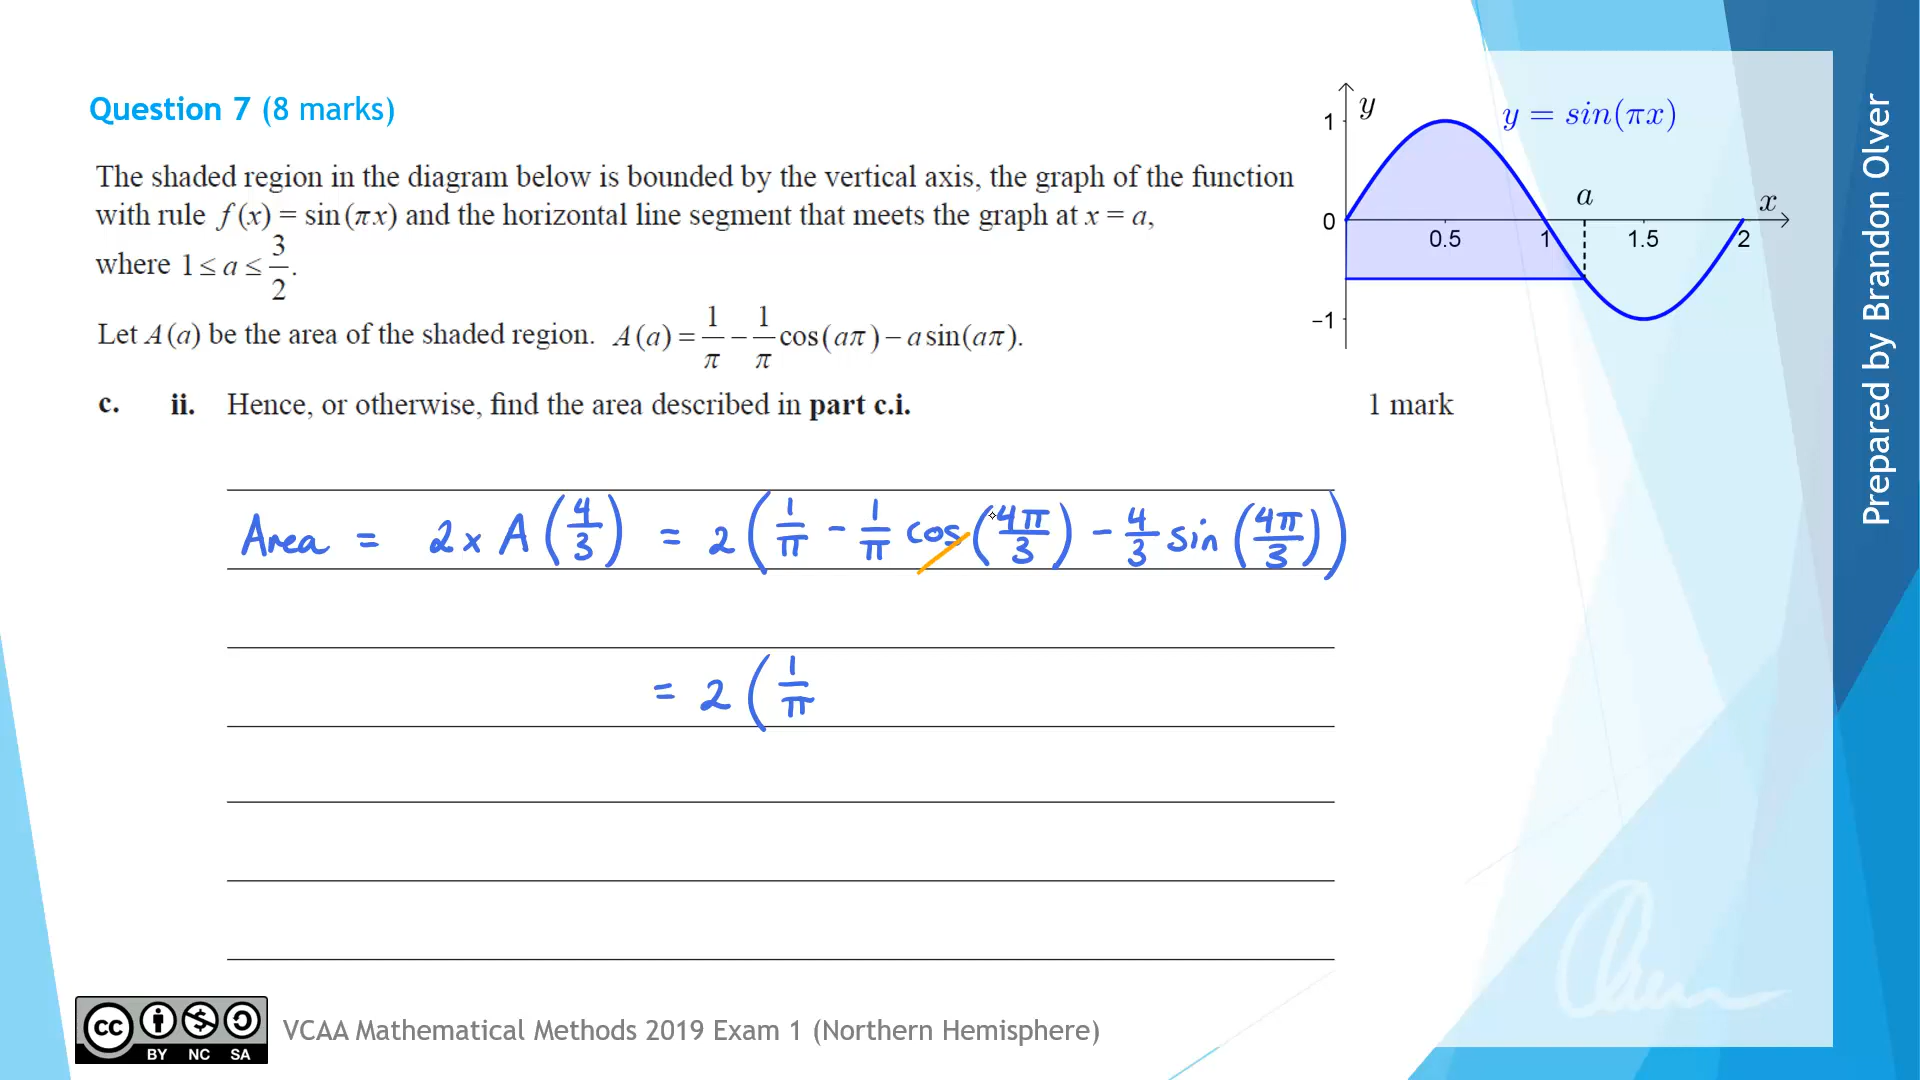 Question 7 (8 marks)
The shaded region in the diagram below is bounded by the vertical axis, the graph of the function
with rule f(x) = sin(πx) and the horizontal line segment that meets the graph at x = a,
where 1 ≤ a ≤ 3/2.
Let A(a) be the area of the shaded region. A(a) = 1/π − 1/π cos(aπ) − a sin(aπ).
c. ii. Hence, or otherwise, find the area described in part c.i. 1 mark
Area = 2 × A(4/3) = 2(1/π − 1/π cos(4π/3) − 4/3 sin(4π/3))
= 2(1/π
y
y = sin(πx)
1
a
x
0
0.5
1
1.5
2
−1
Prepared by Brandon Olver
cc
BY NC SA
VCAA Mathematical Methods 2019 Exam 1 (Northern Hemisphere)